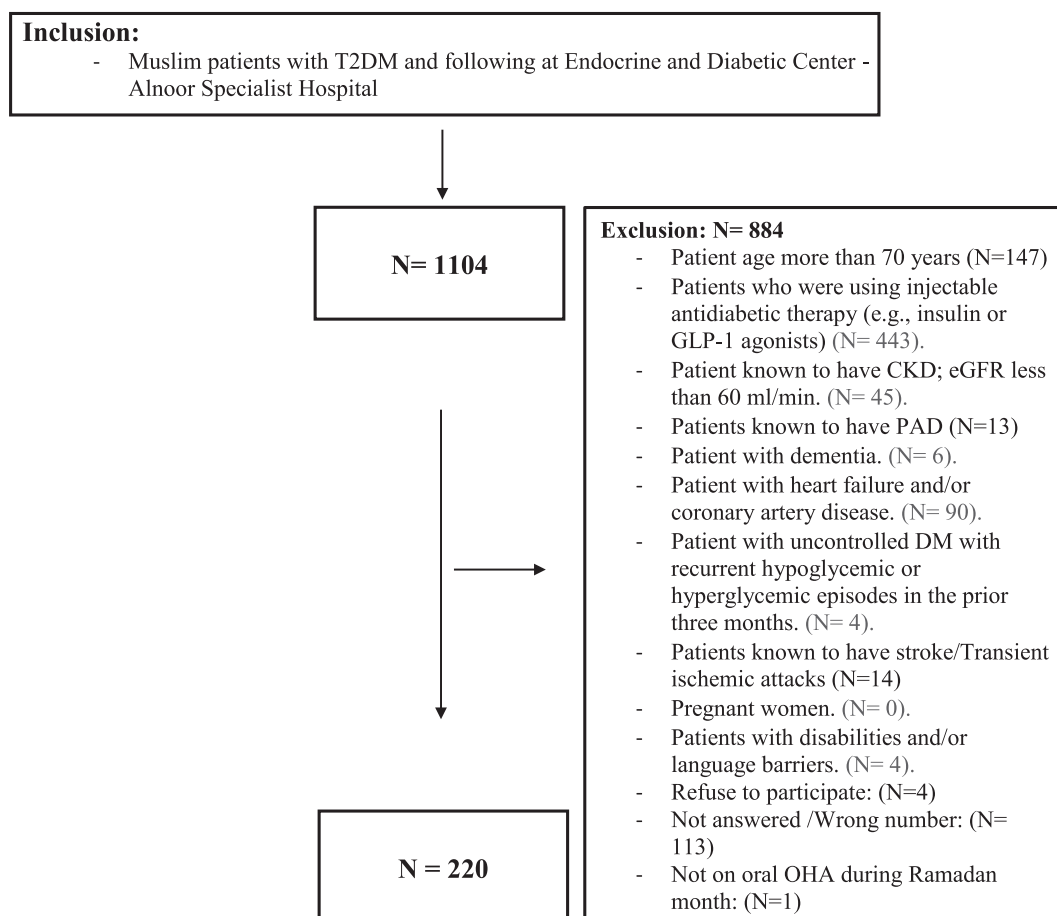 Inclusion:
- Muslim patients with T2DM and following at Endocrine and Diabetic Center -
Alnoor Specialist Hospital
N= 1104
Exclusion: N= 884
- Patient age more than 70 years (N=147)
- Patients who were using injectable
antidiabetic therapy (e.g., insulin or
GLP-1 agonists) (N= 443).
- Patient known to have CKD; eGFR less
than 60 ml/min. (N= 45).
- Patients known to have PAD (N=13)
- Patient with dementia. (N= 6).
- Patient with heart failure and/or
coronary artery disease. (N= 90).
- Patient with uncontrolled DM with
recurrent hypoglycemic or
hyperglycemic episodes in the prior
three months. (N= 4).
- Patients known to have stroke/Transient
ischemic attacks (N=14)
- Pregnant women. (N= 0).
- Patients with disabilities and/or
language barriers. (N= 4).
- Refuse to participate: (N=4)
- Not answered /Wrong number: (N=
113)
- Not on oral OHA during Ramadan
month: (N=1)
N = 220